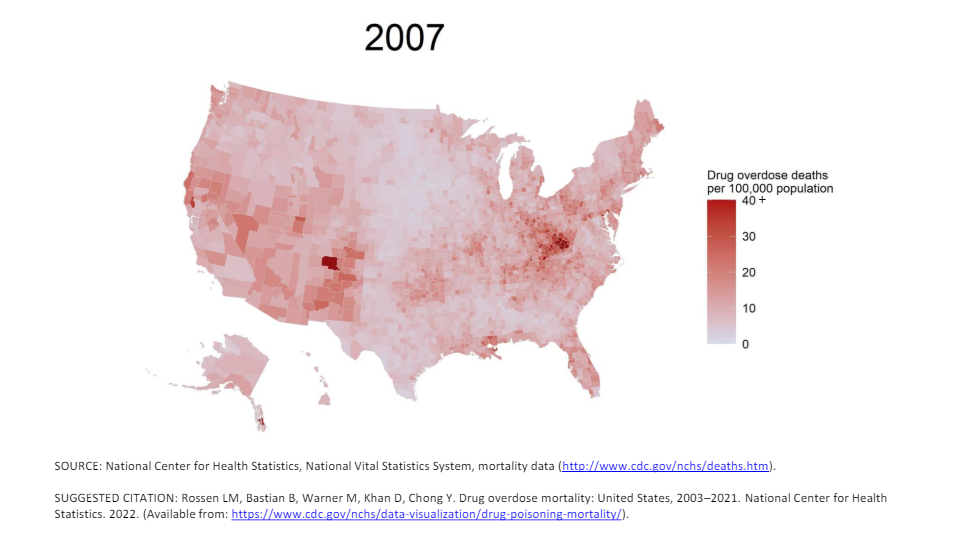 2007
Drug overdose deaths
per 100,000 population
40 +
30
20
10
0
SOURCE: National Center for Health Statistics, National Vital Statistics System, mortality data (http://www.cdc.gov/nchs/deaths.htm).
SUGGESTED CITATION: Rossen LM, Bastian B, Warner M, Khan D, Chong Y. Drug overdose mortality: United States, 2003–2021. National Center for Health
Statistics. 2022. (Available from: https://www.cdc.gov/nchs/data-visualization/drug-poisoning-mortality/).